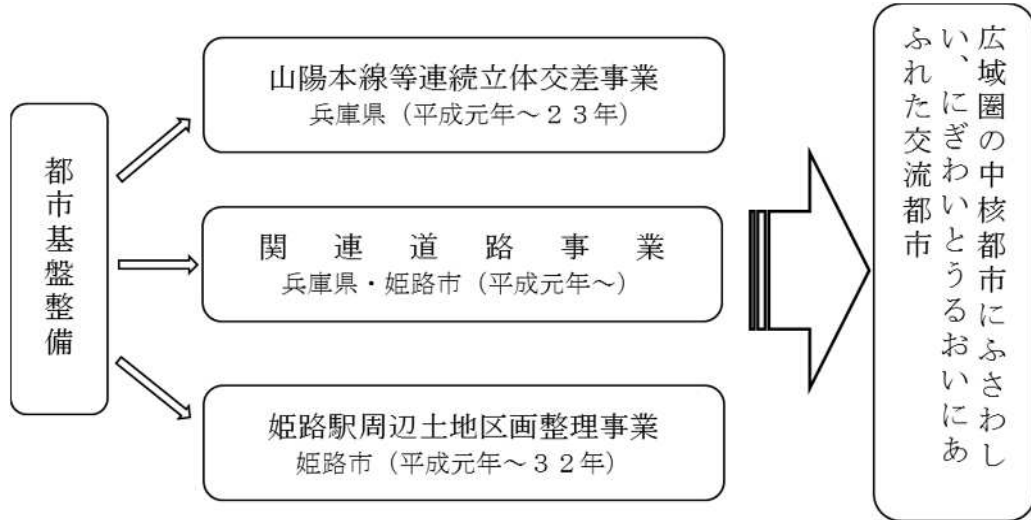 都市基盤整備
山陽本線等連続立体交差事業
兵庫県（平成元年～２３年）
関連道路事業
兵庫県・姫路市（平成元年～）
姫路駅周辺土地区画整理事業
姫路市（平成元年～３２年）
広域圏の中核都市にふさわし
い、にぎわいとうるおいにあ
ふれた交流都市